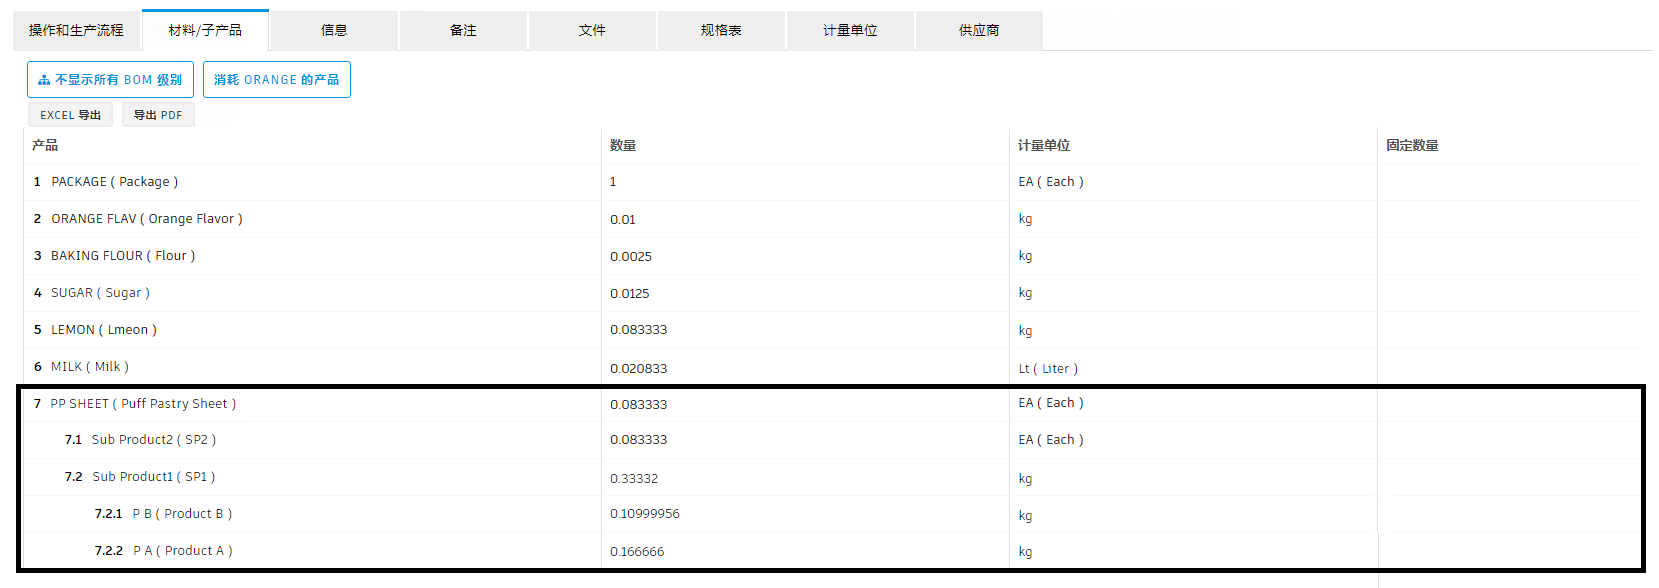 操作和生产流程 材料/子产品 信息 备注 文件 规格表 计量单位 供应商
不显示所有 BOM 级别 消耗 ORANGE 的产品
EXCEL 导出 导出 PDF
产品 数量 计量单位 固定数量
1 PACKAGE ( Package ) 1 EA ( Each )
2 ORANGE FLAV ( Orange Flavor ) 0.01 kg
3 BAKING FLOUR ( Flour ) 0.0025 kg
4 SUGAR ( Sugar ) 0.0125 kg
5 LEMON ( Lmeon ) 0.083333 kg
6 MILK ( Milk ) 0.020833 Lt ( Liter )
7 PP SHEET ( Puff Pastry Sheet ) 0.083333 EA ( Each )
7.1 Sub Product2 ( SP2 ) 0.083333 EA ( Each )
7.2 Sub Product1 ( SP1 ) 0.33332 kg
7.2.1 P B ( Product B ) 0.10999956 kg
7.2.2 P A ( Product A ) 0.166666 kg